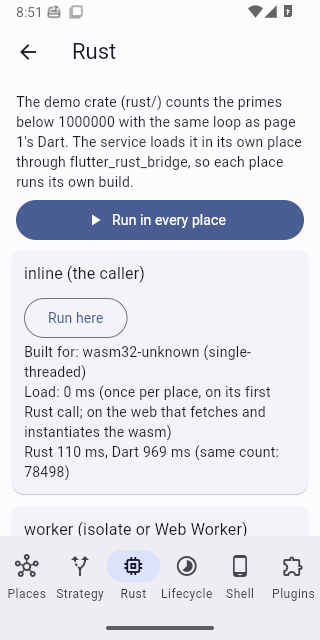 8:51
Rust
The demo crate (rust/) counts the primes
below 1000000 with the same loop as page
1's Dart. The service loads it in its own place
through flutter_rust_bridge, so each place
runs its own build.
Run in every place
inline (the caller)
Run here
Built for: wasm32-unknown (single-
threaded)
Load: 0 ms (once per place, on its first
Rust call; on the web that fetches and
instantiates the wasm)
Rust 110 ms, Dart 969 ms (same count:
78498)
worker (isolate or Web Worker)
Places Strategy Rust Lifecycle Shell Plugins